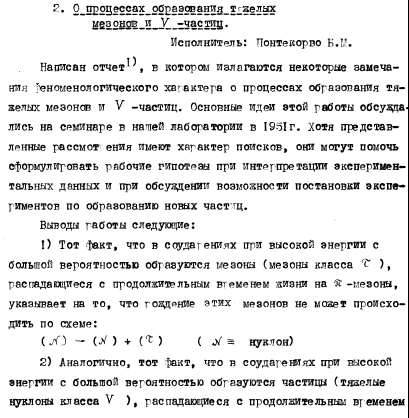 2. О процессах образования тяжелых
мезонов и V -частиц.
Исполнитель: Понтекорво Б.М.
Написан отчет1), в котором излагаются некоторые замеча-
ния феноменологического характера о процессах образования тя-
желых мезонов и V -частиц. Основные идеи этой работы обсужда-
лись на семинаре в нашей лаборатории в 1951г. Хотя представ-
ленные рассмотрения имеют характер поисков, они могут помочь
сформулировать рабочие гипотезы при интерпретации эксперимен-
тальных данных и при обсуждении возможности постановки экспе-
риментов по образованию новых частиц.
Выводы работы следующие:
1) Тот факт, что в соударениях при высокой энергии с
большой вероятностью образуются мезоны (мезоны класса τ ),
распадающиеся с продолжительным временем жизни на π -мезоны,
указывает на то, что рождение этих мезонов не может происхо-
дить по схеме:
(𝒩) – (𝒩) + (τ) ( 𝒩 ≡ нуклон)
2) Аналогично, тот факт, что в соударениях при высокой
энергии с большой вероятностью образуются частицы (тяжелые
нуклоны класса V ), распадающиеся с продолжительным временем